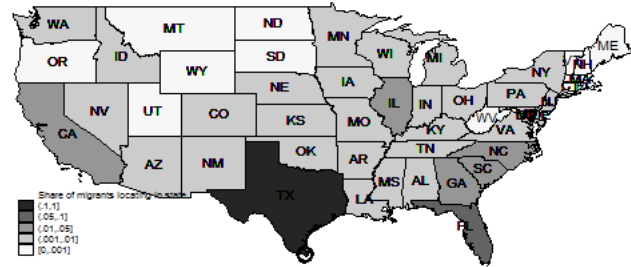 WA
MT
ND
MN
ME
OR
ID
SD
WI
MI
NH
WY
NY
IA
NE
PA
NV
UT
IL
IN
OH
NJ
CO
CA
KS
MO
KY
WV
VA
TN
NC
AZ
NM
OK
AR
SC
MS
AL
GA
TX
LA
FL
Share of migrants locating in state
(.1,.1]
(.05,.1]
(.01,.05]
(.001,.01]
[0,.001]